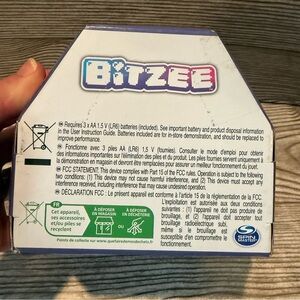 BITZEE
Requires 3 x AA 1.5 V (LR6) batteries (included). See important battery and product disposal information
in the User Instruction Guide. Batteries included are for in-store demonstration, and should be replaced to
improve performance.
Fonctionne avec 3 piles AA (LR6) 1,5 V (fournies). Consulter le mode d'emploi pour obtenir
des informations importantes sur l'élimination des piles et du produit. Les piles fournies servent uniquement à
la démonstration en magasin et devront être remplacées pour assurer un meilleur fonctionnement du produit.
FCC STATEMENT: This device complies with Part 15 of the FCC rules. Operation is subject to the following
two conditions: (1) This device may not cause harmful interference, and (2) This device must accept any
interference received, including interference that may cause undesired operation.
DÉCLARATION FCC : Le présent appareil est conforme à l'article 15 de la réglementation de la FCC.
L'exploitation est autorisée aux deux conditions
suivantes : (1) l'appareil ne doit pas produire de
brouillage, et (2) l'appareil doit accepter tout
brouillage radioélectrique subi,
même si le brouillage est
susceptible d'en compromettre le
fonctionnement.
FR
Cet appareil,
ses accessoires
et/ou piles se
recyclent
À DÉPOSER
EN MAGASIN
OU
À DÉPOSER
EN DÉCHÈTERIE
Points de collecte sur www.quefairedemesdechets.fr
SPIN
MASTER